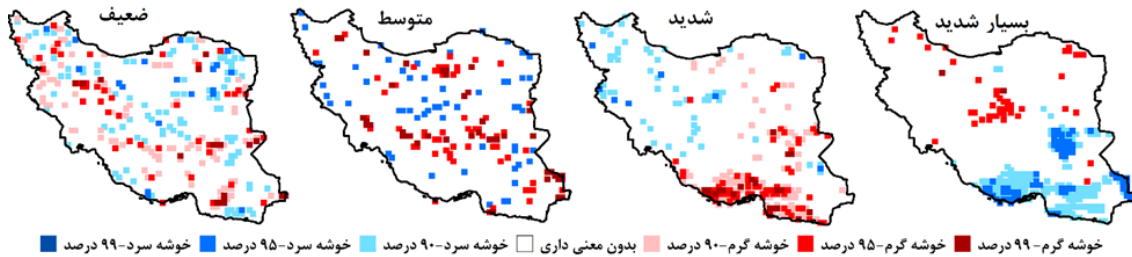 بسیار شدید
شدید
متوسط
ضعیف
خوشه گرم-۹۹ درصد
خوشه گرم-۹۵ درصد
خوشه گرم-۹۰ درصد
بدون معنی داری
خوشه سرد-۹۰ درصد
خوشه سرد-۹۵ درصد
خوشه سرد-۹۹ درصد